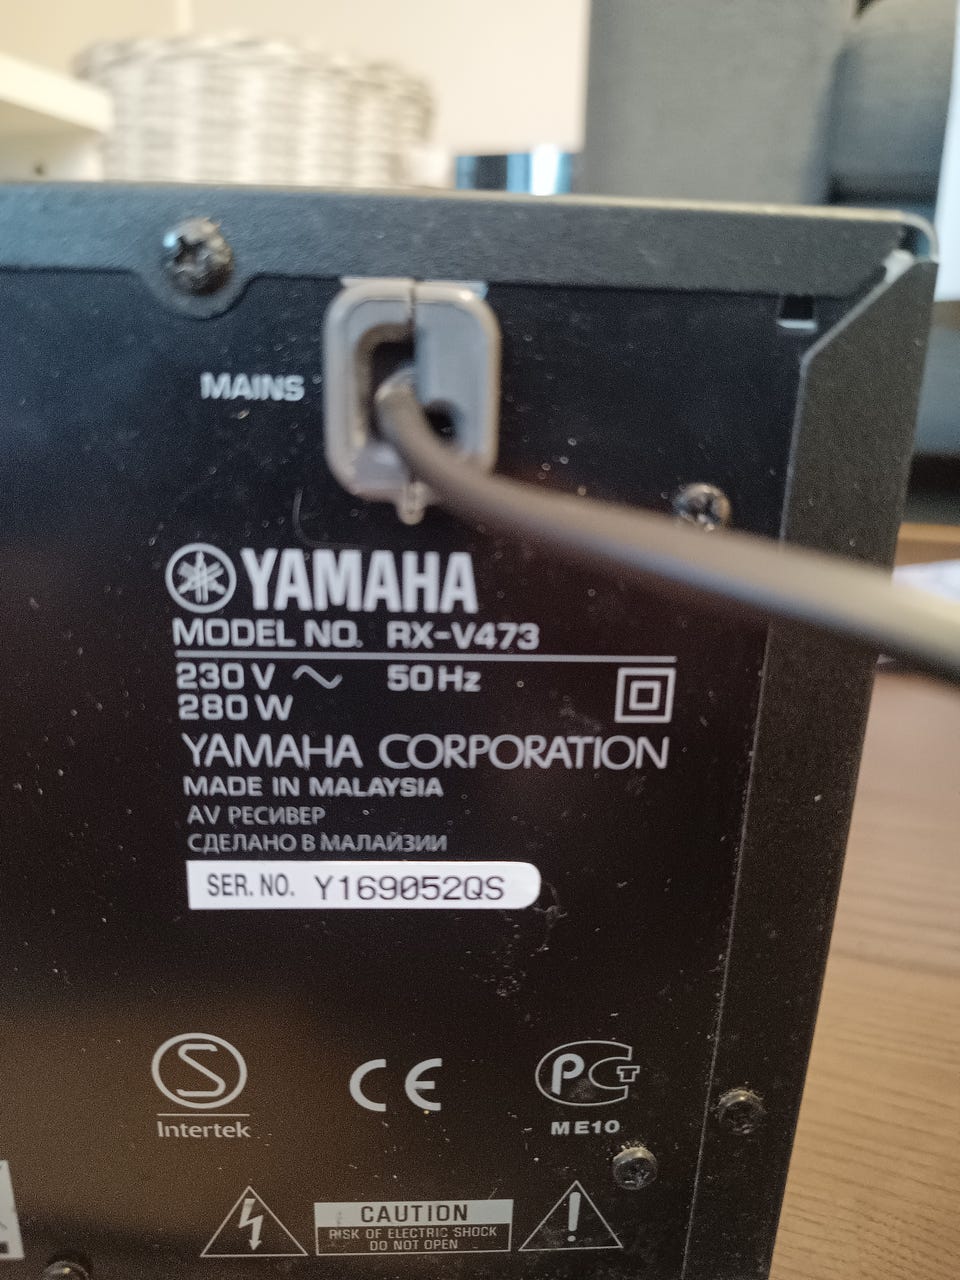 MAINS
YAMAHA
MODEL NO. RX-V473
230 V ~ 50 Hz
280 W
YAMAHA CORPORATION
MADE IN MALAYSIA
AV РЕСИВЕР
СДЕЛАНО В МАЛАЙЗИИ
SER. NO. Y169052QS
S
Intertek
CE
РСТ
ME10
CAUTION
RISK OF ELECTRIC SHOCK
DO NOT OPEN
!